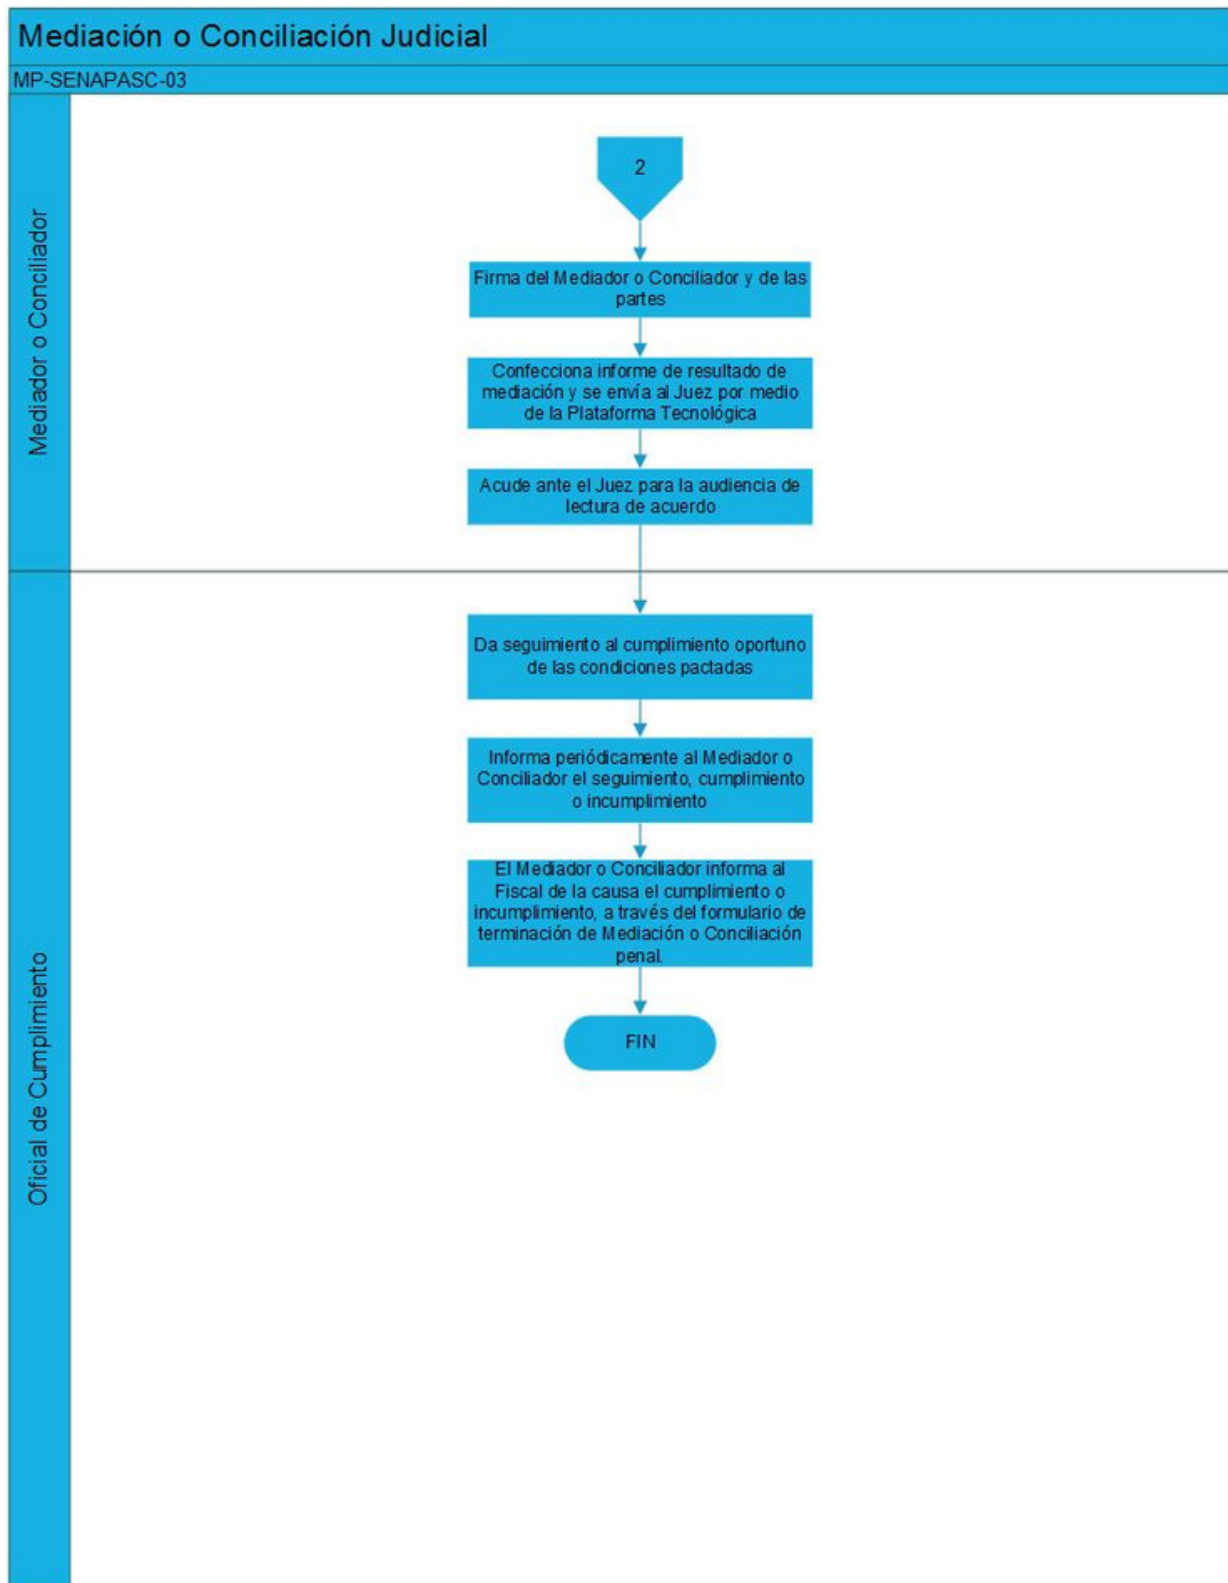 Mediación o Conciliación Judicial
MP-SENAPASC-03
Mediador o Conciliador
2
Firma del Mediador o Conciliador y de las
partes
Confecciona informe de resultado de
mediación y se envía al Juez por medio
de la Plataforma Tecnológica
Acude ante el Juez para la audiencia de
lectura de acuerdo
Oficial de Cumplimiento
Da seguimiento al cumplimiento oportuno
de las condiciones pactadas
Informa periódicamente al Mediador o
Conciliador el seguimiento, cumplimiento
o incumplimiento
El Mediador o Conciliador informa al
Fiscal de la causa el cumplimiento o
incumplimiento, a través del formulario de
terminación de Mediación o Conciliación
penal.
FIN